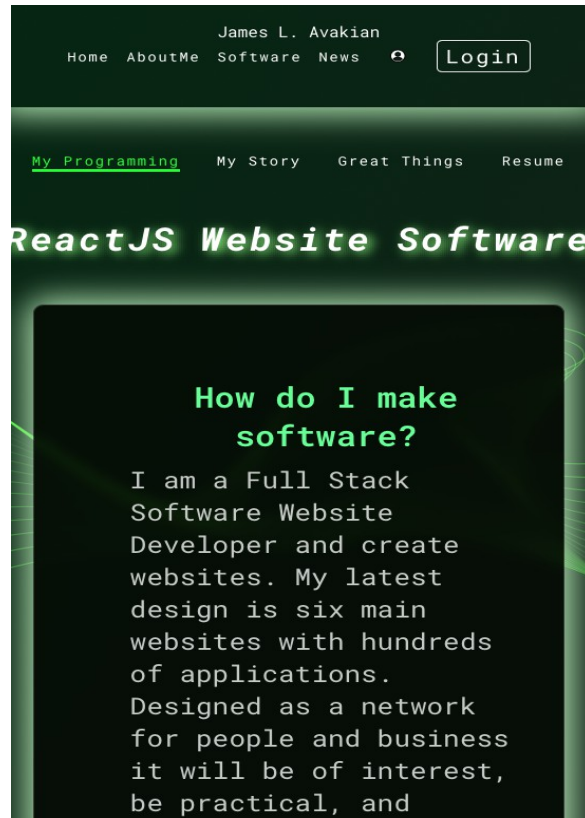 James L. Avakian
Home AboutMe Software News Login
My Programming My Story Great Things Resume
ReactJS Website Software
How do I make
software?
I am a Full Stack
Software Website
Developer and create
websites. My latest
design is six main
websites with hundreds
of applications.
Designed as a network
for people and business
it will be of interest,
be practical, and